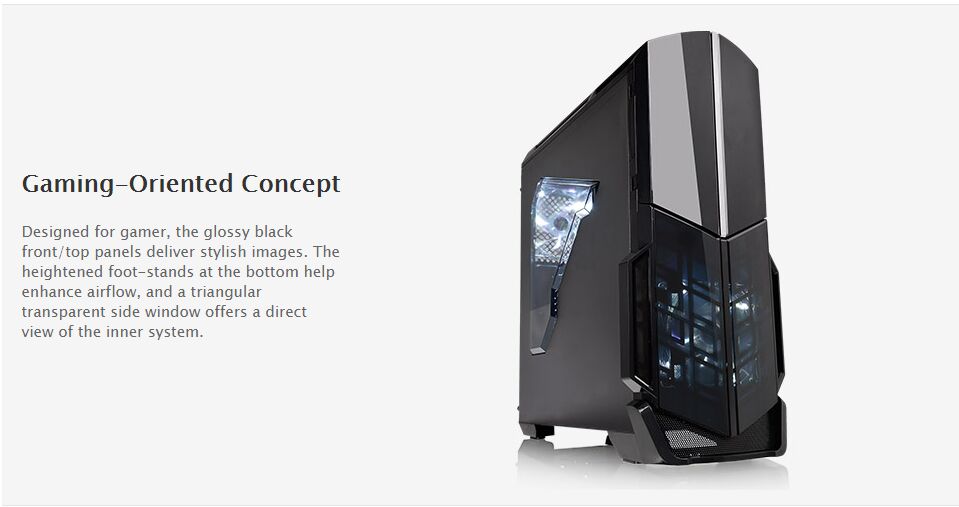 Gaming-Oriented Concept
Designed for gamer, the glossy black
front/top panels deliver stylish images. The
heightened foot-stands at the bottom help
enhance airflow, and a triangular
transparent side window offers a direct
view of the inner system.